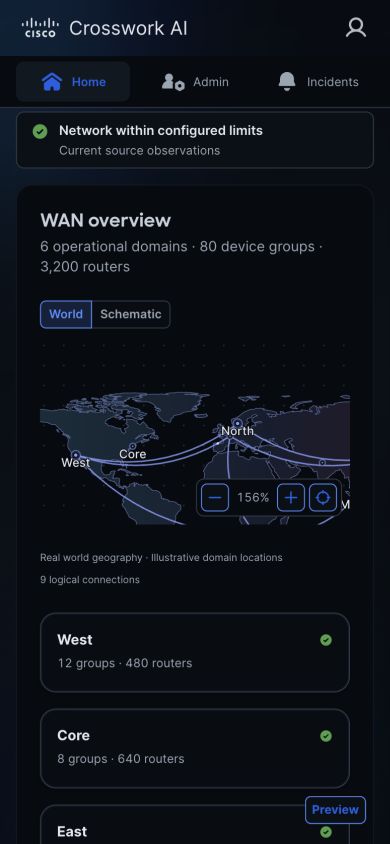 CISCO Crosswork AI
Home Admin Incidents
Network within configured limits
Current source observations
WAN overview
6 operational domains · 80 device groups ·
3,200 routers
World Schematic
North
Core
West
156%
M
Real world geography · Illustrative domain locations
9 logical connections
West
12 groups · 480 routers
Core
8 groups · 640 routers
Preview
East